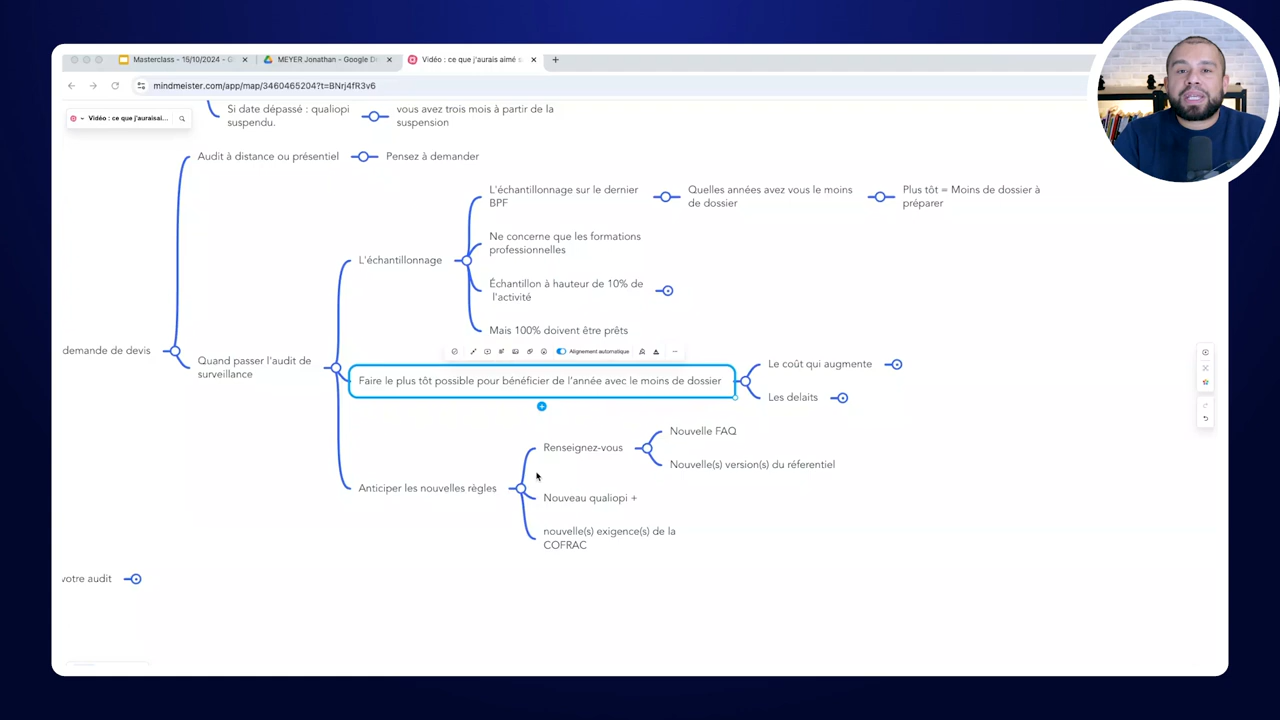 Masterclass - 15/10/2024 - G
MEYER Jonathan - Google D
Vidéo : ce que j'aurais aimé s
mindmeister.com/app/map/3460465204?t=BNrj4fR3v6
Si date dépassé : qualiopi
suspendu.
vous avez trois mois à partir de la
suspension
Vidéo : ce que j'auraisai...
Audit à distance ou présentiel
Pensez à demander
L'échantillonnage sur le dernier
BPF
Quelles années avez vous le moins
de dossier
Plus tôt = Moins de dossier à
préparer
Ne concerne que les formations
professionnelles
L'échantillonnage
Échantillon à hauteur de 10% de
l'activité
Mais 100% doivent être prêts
demande de devis
Quand passer l'audit de
surveillance
Alignement automatique
Faire le plus tôt possible pour bénéficier de l'année avec le moins de dossier
Le coût qui augmente
Les delaits
Renseignez-vous
Nouvelle FAQ
Nouvelle(s) version(s) du réferentiel
Anticiper les nouvelles règles
Nouveau qualiopi +
nouvelle(s) exigence(s) de la
COFRAC
votre audit